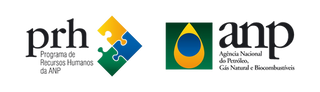 prh
Programa de
Recursos Humanos
da ANP
anp
Agência Nacional
do Petróleo,
Gás Natural e Biocombustíveis